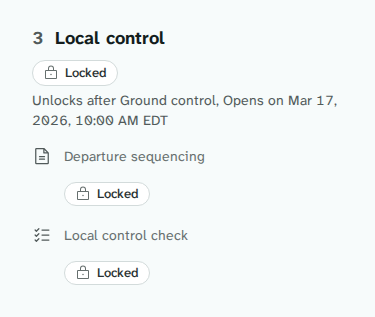 3 Local control
Locked
Unlocks after Ground control, Opens on Mar 17,
2026, 10:00 AM EDT
Departure sequencing
Locked
Local control check
Locked